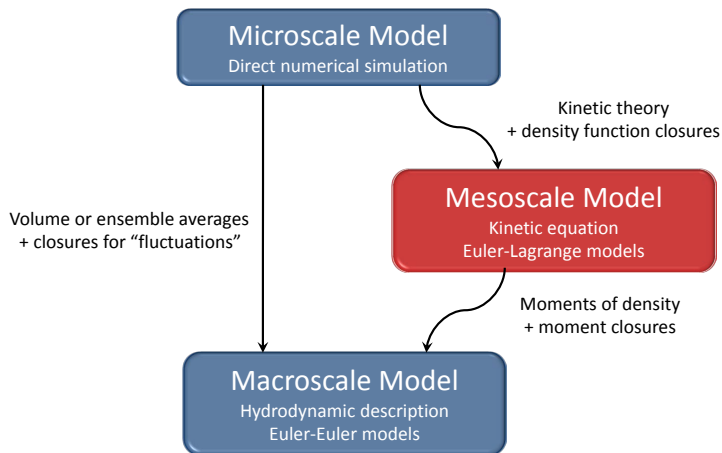 Microscale Model
Direct numerical simulation
Kinetic theory
+ density function closures
Volume or ensemble averages
+ closures for “fluctuations”
Mesoscale Model
Kinetic equation
Euler-Lagrange models
Moments of density
+ moment closures
Macroscale Model
Hydrodynamic description
Euler-Euler models